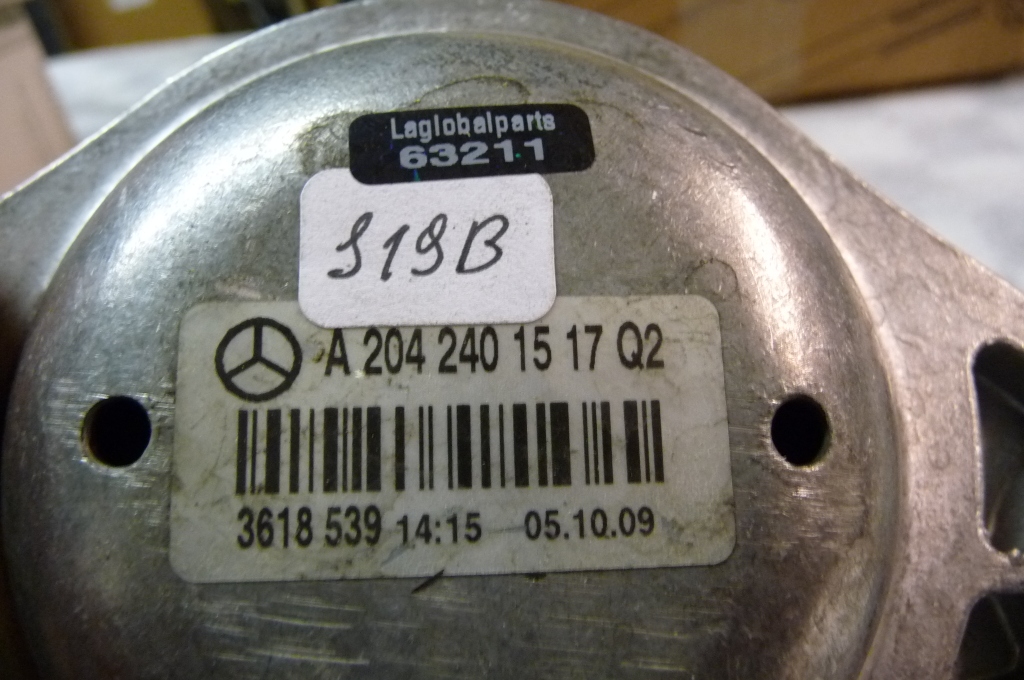 Laglobalparts
63211
S19B
A 204 240 15 17 Q2
3618 539 14:15 05.10.09